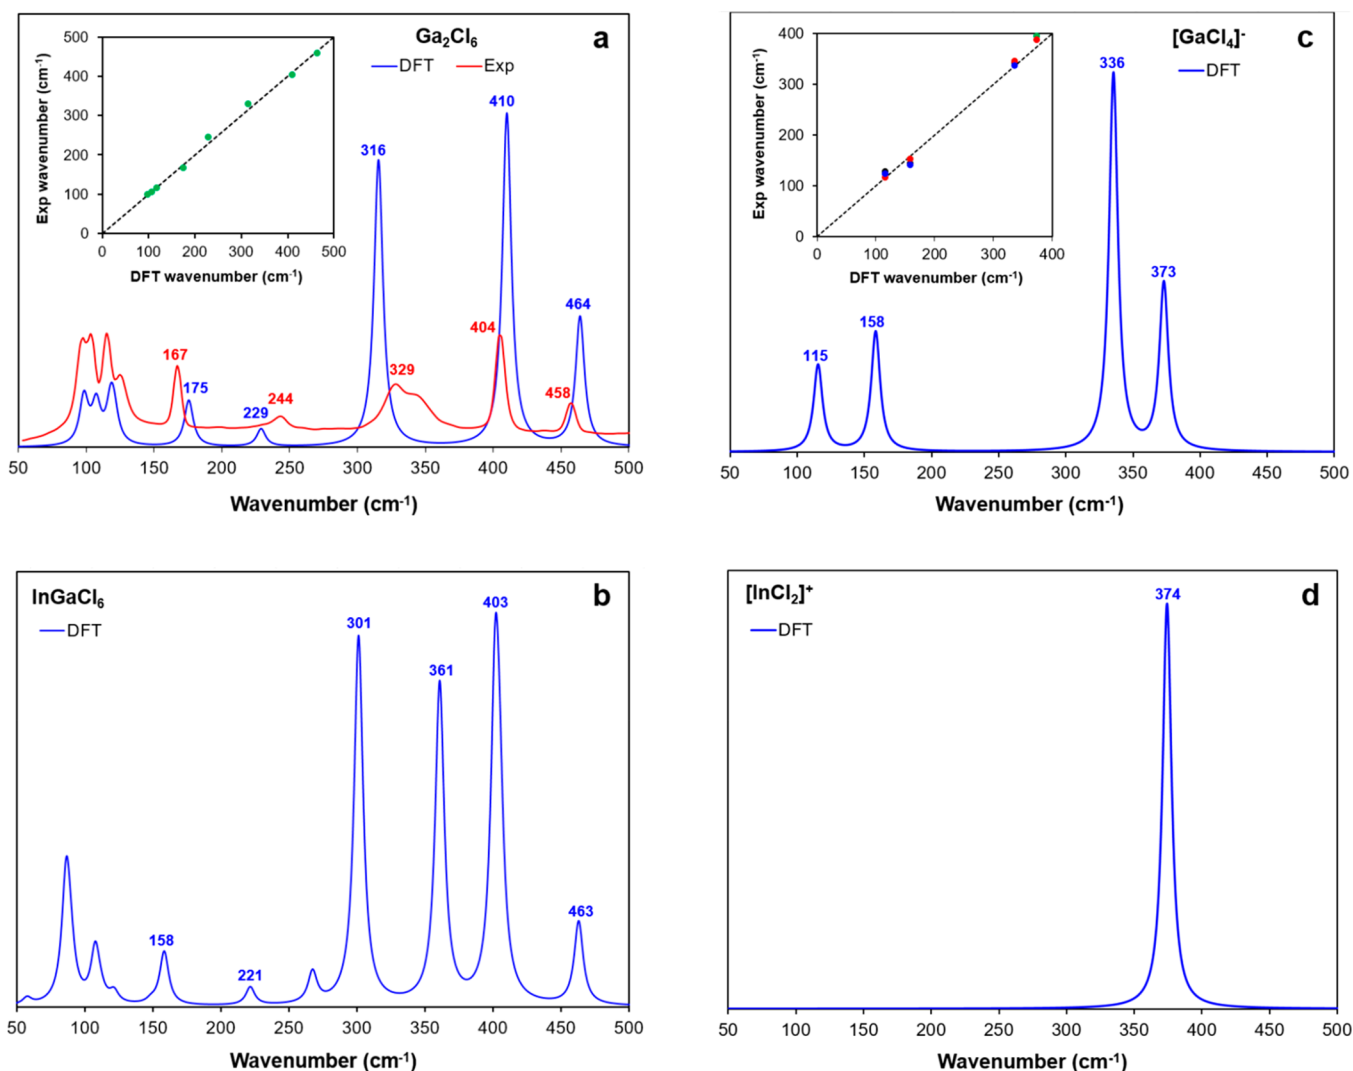 Ga2Cl6
a
DFT Exp
500
400
300
200
100
0
0 100 200 300 400 500
Exp wavenumber (cm-1)
DFT wavenumber (cm-1)
316
410
464
404
458
329
167
175
244
229
50 100 150 200 250 300 350 400 450 500
Wavenumber (cm-1)
[GaCl4]-
c
DFT
400
300
200
100
0
0 100 200 300 400
Exp wavenumber (cm-1)
DFT wavenumber (cm-1)
336
373
158
115
50 100 150 200 250 300 350 400 450 500
Wavenumber (cm-1)
InGaCl6
b
DFT
403
301
361
463
158
221
50 100 150 200 250 300 350 400 450 500
Wavenumber (cm-1)
[InCl2]+
d
DFT
374
50 100 150 200 250 300 350 400 450 500
Wavenumber (cm-1)